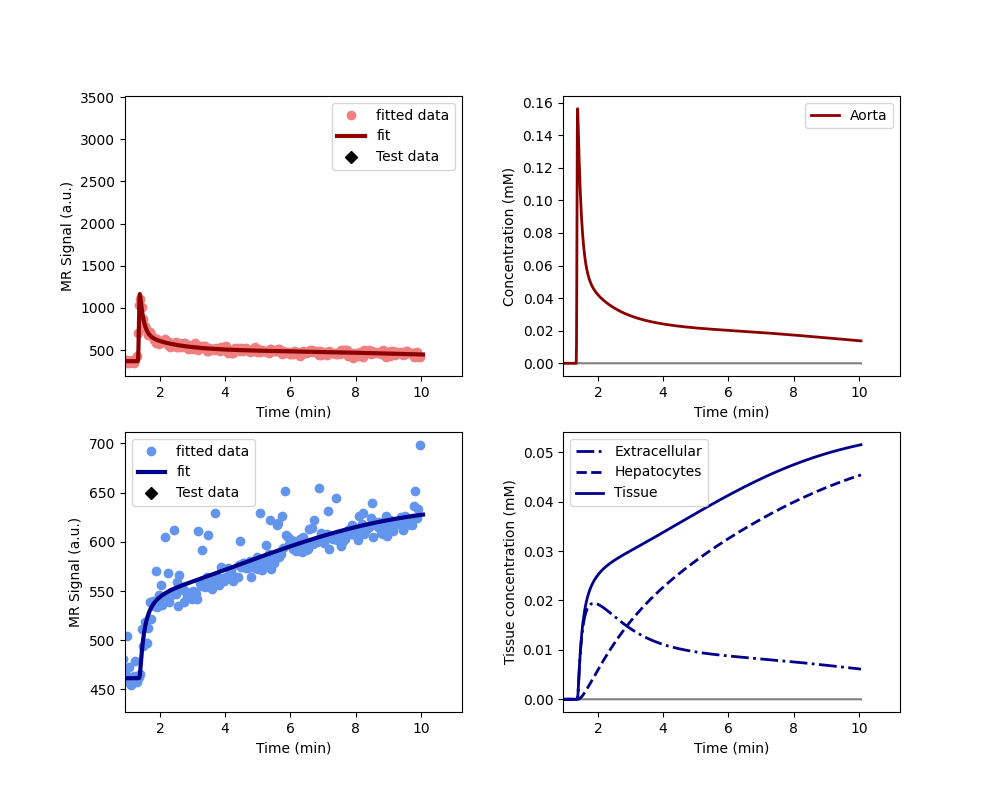 3500
3000
2500
2000
1500
1000
500
MR Signal (a.u.)
fitted data
fit
Test data
2 4 6 8 10
Time (min)
0.16
0.14
0.12
0.10
0.08
0.06
0.04
0.02
0.00
Concentration (mM)
Aorta
2 4 6 8 10
Time (min)
700
650
600
550
500
450
MR Signal (a.u.)
fitted data
fit
Test data
2 4 6 8 10
Time (min)
0.05
0.04
0.03
0.02
0.01
0.00
Tissue concentration (mM)
Extracellular
Hepatocytes
Tissue
2 4 6 8 10
Time (min)